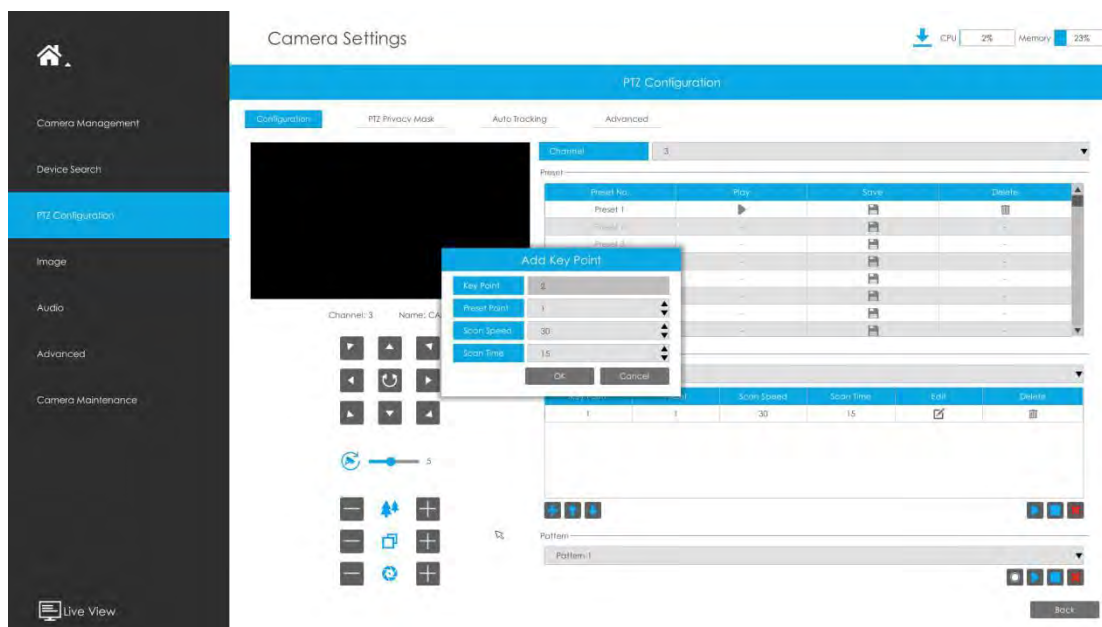 Camera Settings
CPU 2% Memory 23%
PTZ Configuration
Camera Management
Device Search
PTZ Configuration
Image
Audio
Advanced
Camera Maintenance
Live View
Configuration PTZ Privacy Mask Auto Tracking Advanced
Channel 3
Preset
Preset No. Play Save Delete
Preset 1
-
-
-
-
-
-
-
Channel: 3 Name: CA
5
Add Key Point
Key Point 2
Preset Point 1
Scan Speed 30
Scan Time 15
OK Cancel
Scan Speed Scan Time Edit Delete
1 1 30 15
Pattern
Pattern 1
Back